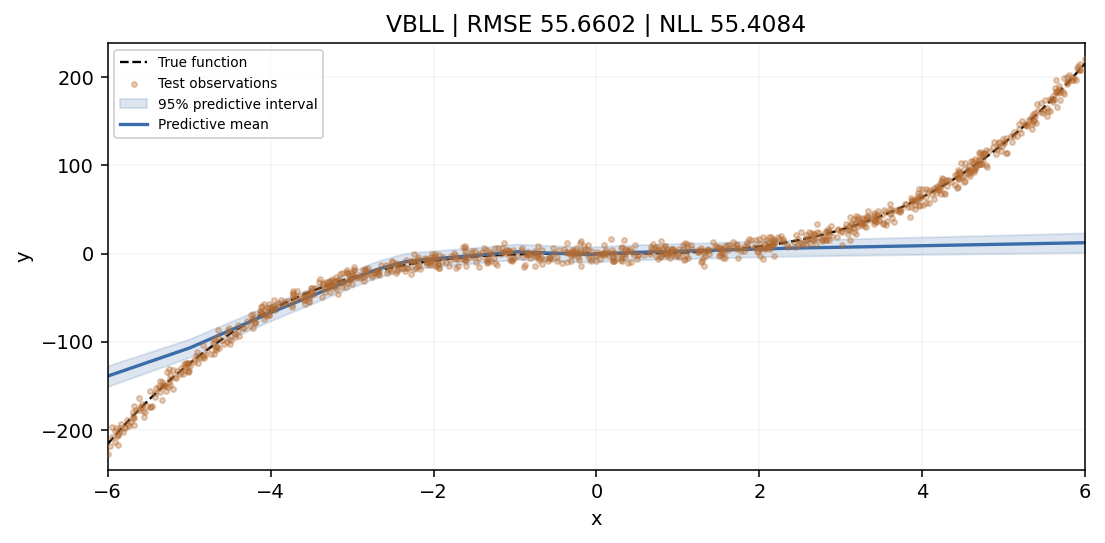 VBLL | RMSE 55.6602 | NLL 55.4084
True function
Test observations
95% predictive interval
Predictive mean
y
200
100
0
−100
−200
−6 −4 −2 0 2 4 6
x